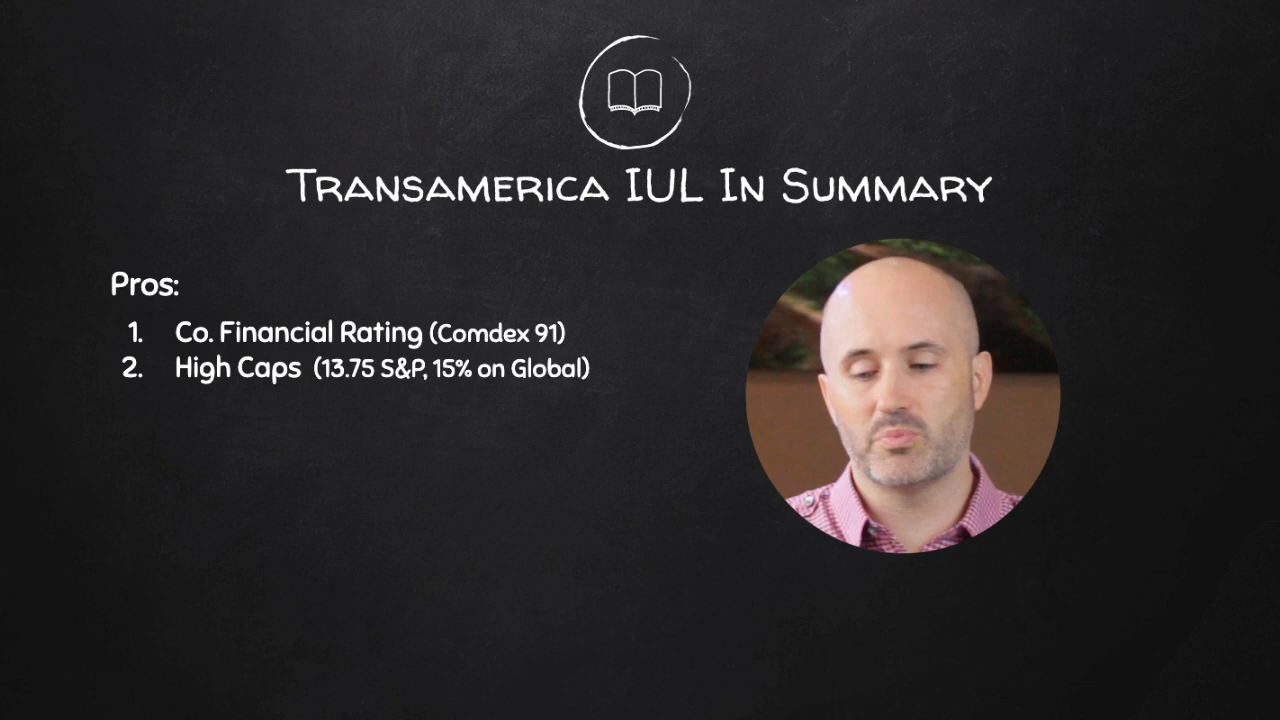 Transamerica IUL In Summary
Pros:
1. Co. Financial Rating (Comdex 91)
2. High Caps (13.75 S&P, 15% on Global)